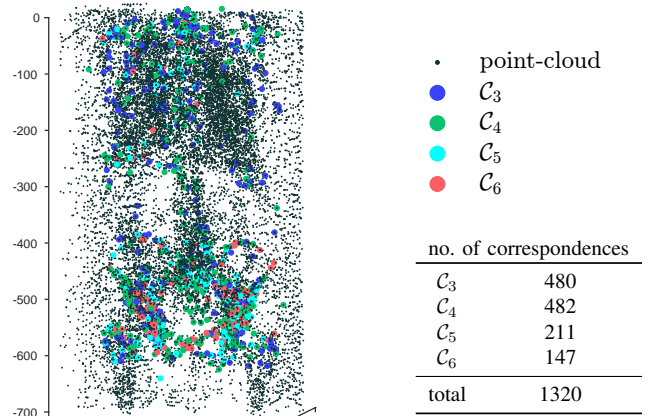 0
-100
-200
-300
-400
-500
-600
-700
point-cloud
C3
C4
C5
C6
no. of correspondences
C3 480
C4 482
C5 211
C6 147
total 1320